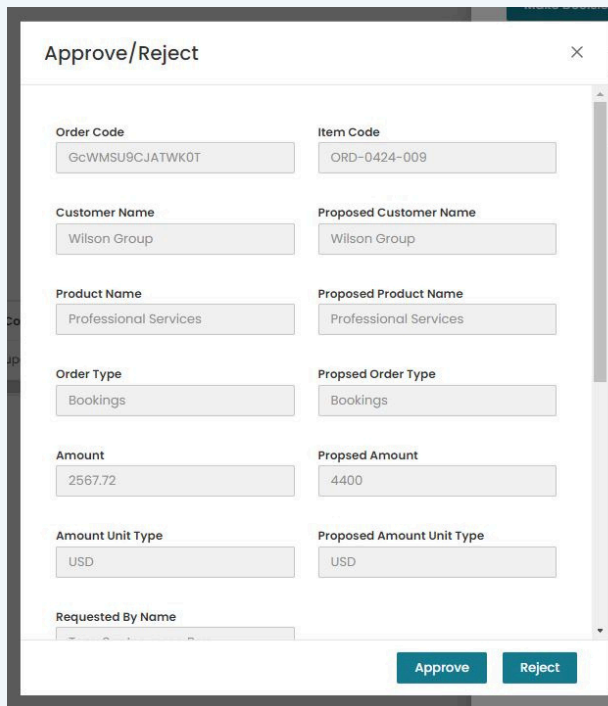 Approve/Reject
Order Code
Item Code
GcWMSU9CJATWK0T
ORD-0424-009
Customer Name
Proposed Customer Name
Wilson Group
Wilson Group
Product Name
Proposed Product Name
Professional Services
Professional Services
Order Type
Propsed Order Type
Bookings
Bookings
Amount
Propsed Amount
2567.72
4400
Amount Unit Type
Proposed Amount Unit Type
USD
USD
Requested By Name
Approve
Reject